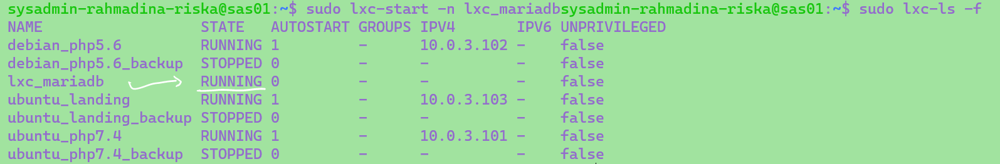 sysadmin-rahmadina-riska@sas01:~$ sudo lxc-start -n lxc_mariadbsysadmin-rahmadina-riska@sas01:~$ sudo lxc-ls -f
NAME STATE AUTOSTART GROUPS IPV4 IPV6 UNPRIVILEGED
debian_php5.6 RUNNING 1 - 10.0.3.102 - false
debian_php5.6_backup STOPPED 0 - - - false
lxc_mariadb RUNNING 0 - - - false
ubuntu_landing RUNNING 1 - 10.0.3.103 - false
ubuntu_landing_backup STOPPED 0 - - - false
ubuntu_php7.4 RUNNING 1 - 10.0.3.101 - false
ubuntu_php7.4_backup STOPPED 0 - - - false